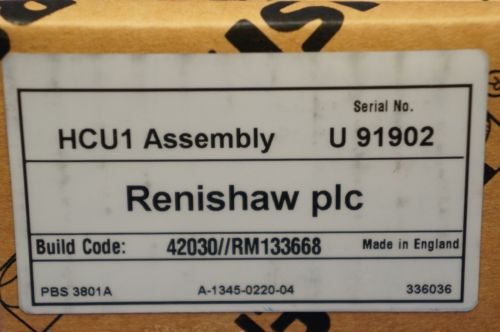 Serial No.
HCU1 Assembly U 91902
Renishaw plc
Build Code: 42030//RM133668 Made in England
PBS 3801A A-1345-0220-04 336036